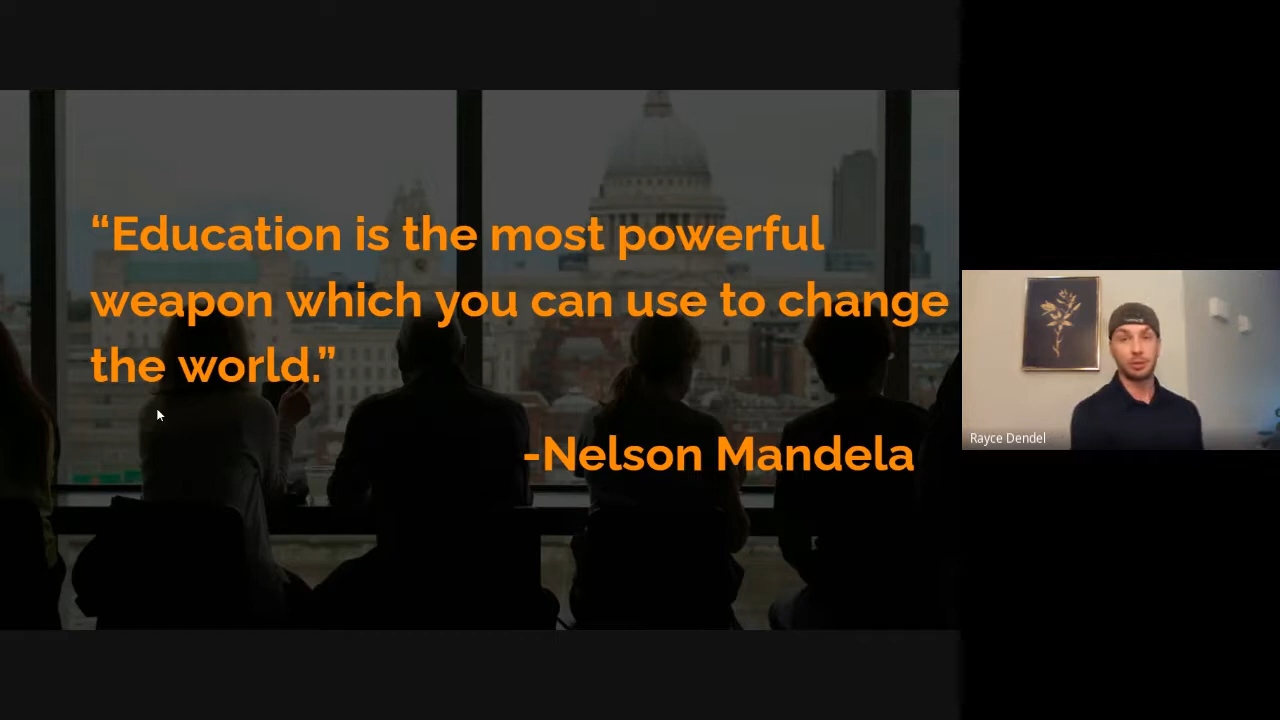 “Education is the most powerful
weapon which you can use to change
the world.”
-Nelson Mandela
Rayce Dendel